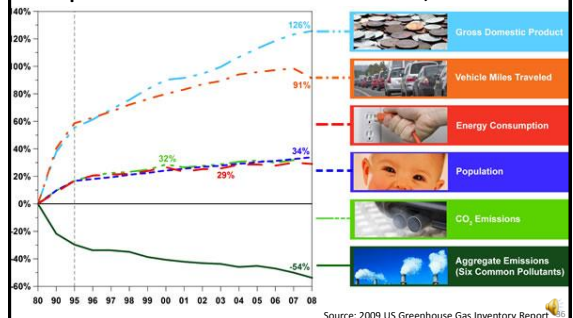 140%
120%
100%
80%
60%
40%
20%
0%
-20%
-40%
-60%
126%
91%
34%
32%
29%
-54%
80 90 95 96 97 98 99 00 01 02 03 04 05 06 07 08
Gross Domestic Product
Vehicle Miles Traveled
Energy Consumption
Population
CO2 Emissions
Aggregate Emissions
(Six Common Pollutants)
Source: 2009 US Greenhouse Gas Inventory Report
36